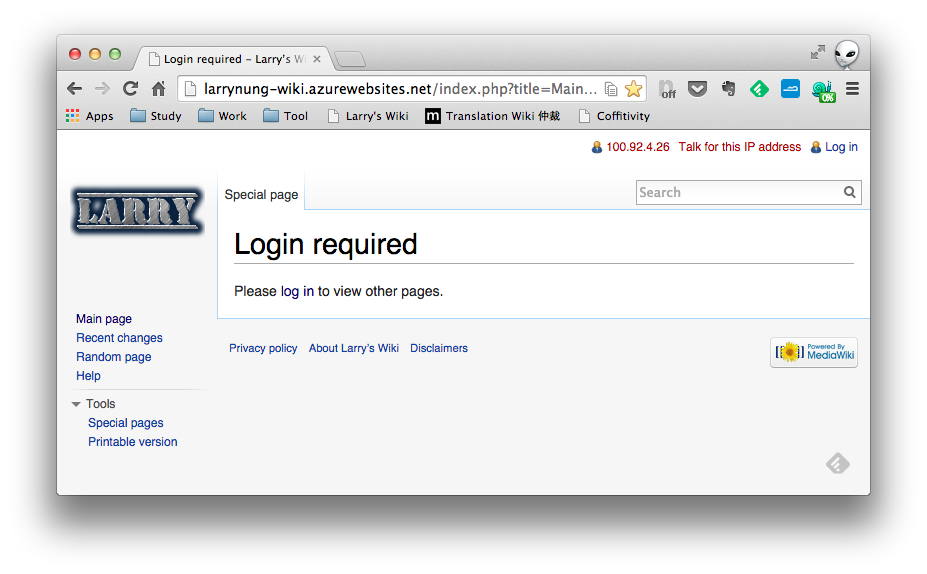 Login required – Larry's Wi
larrynung-wiki.azurewebsites.net/index.php?title=Main...
off
0%
Apps Study Work Tool Larry's Wiki m Translation Wiki 仲裁 Coffitivity
100.92.4.26 Talk for this IP address Log in
LARRY
Special page
Search
Login required
Please log in to view other pages.
Main page
Recent changes
Random page
Help
Tools
Special pages
Printable version
Privacy policy About Larry's Wiki Disclaimers
Powered By
MediaWiki